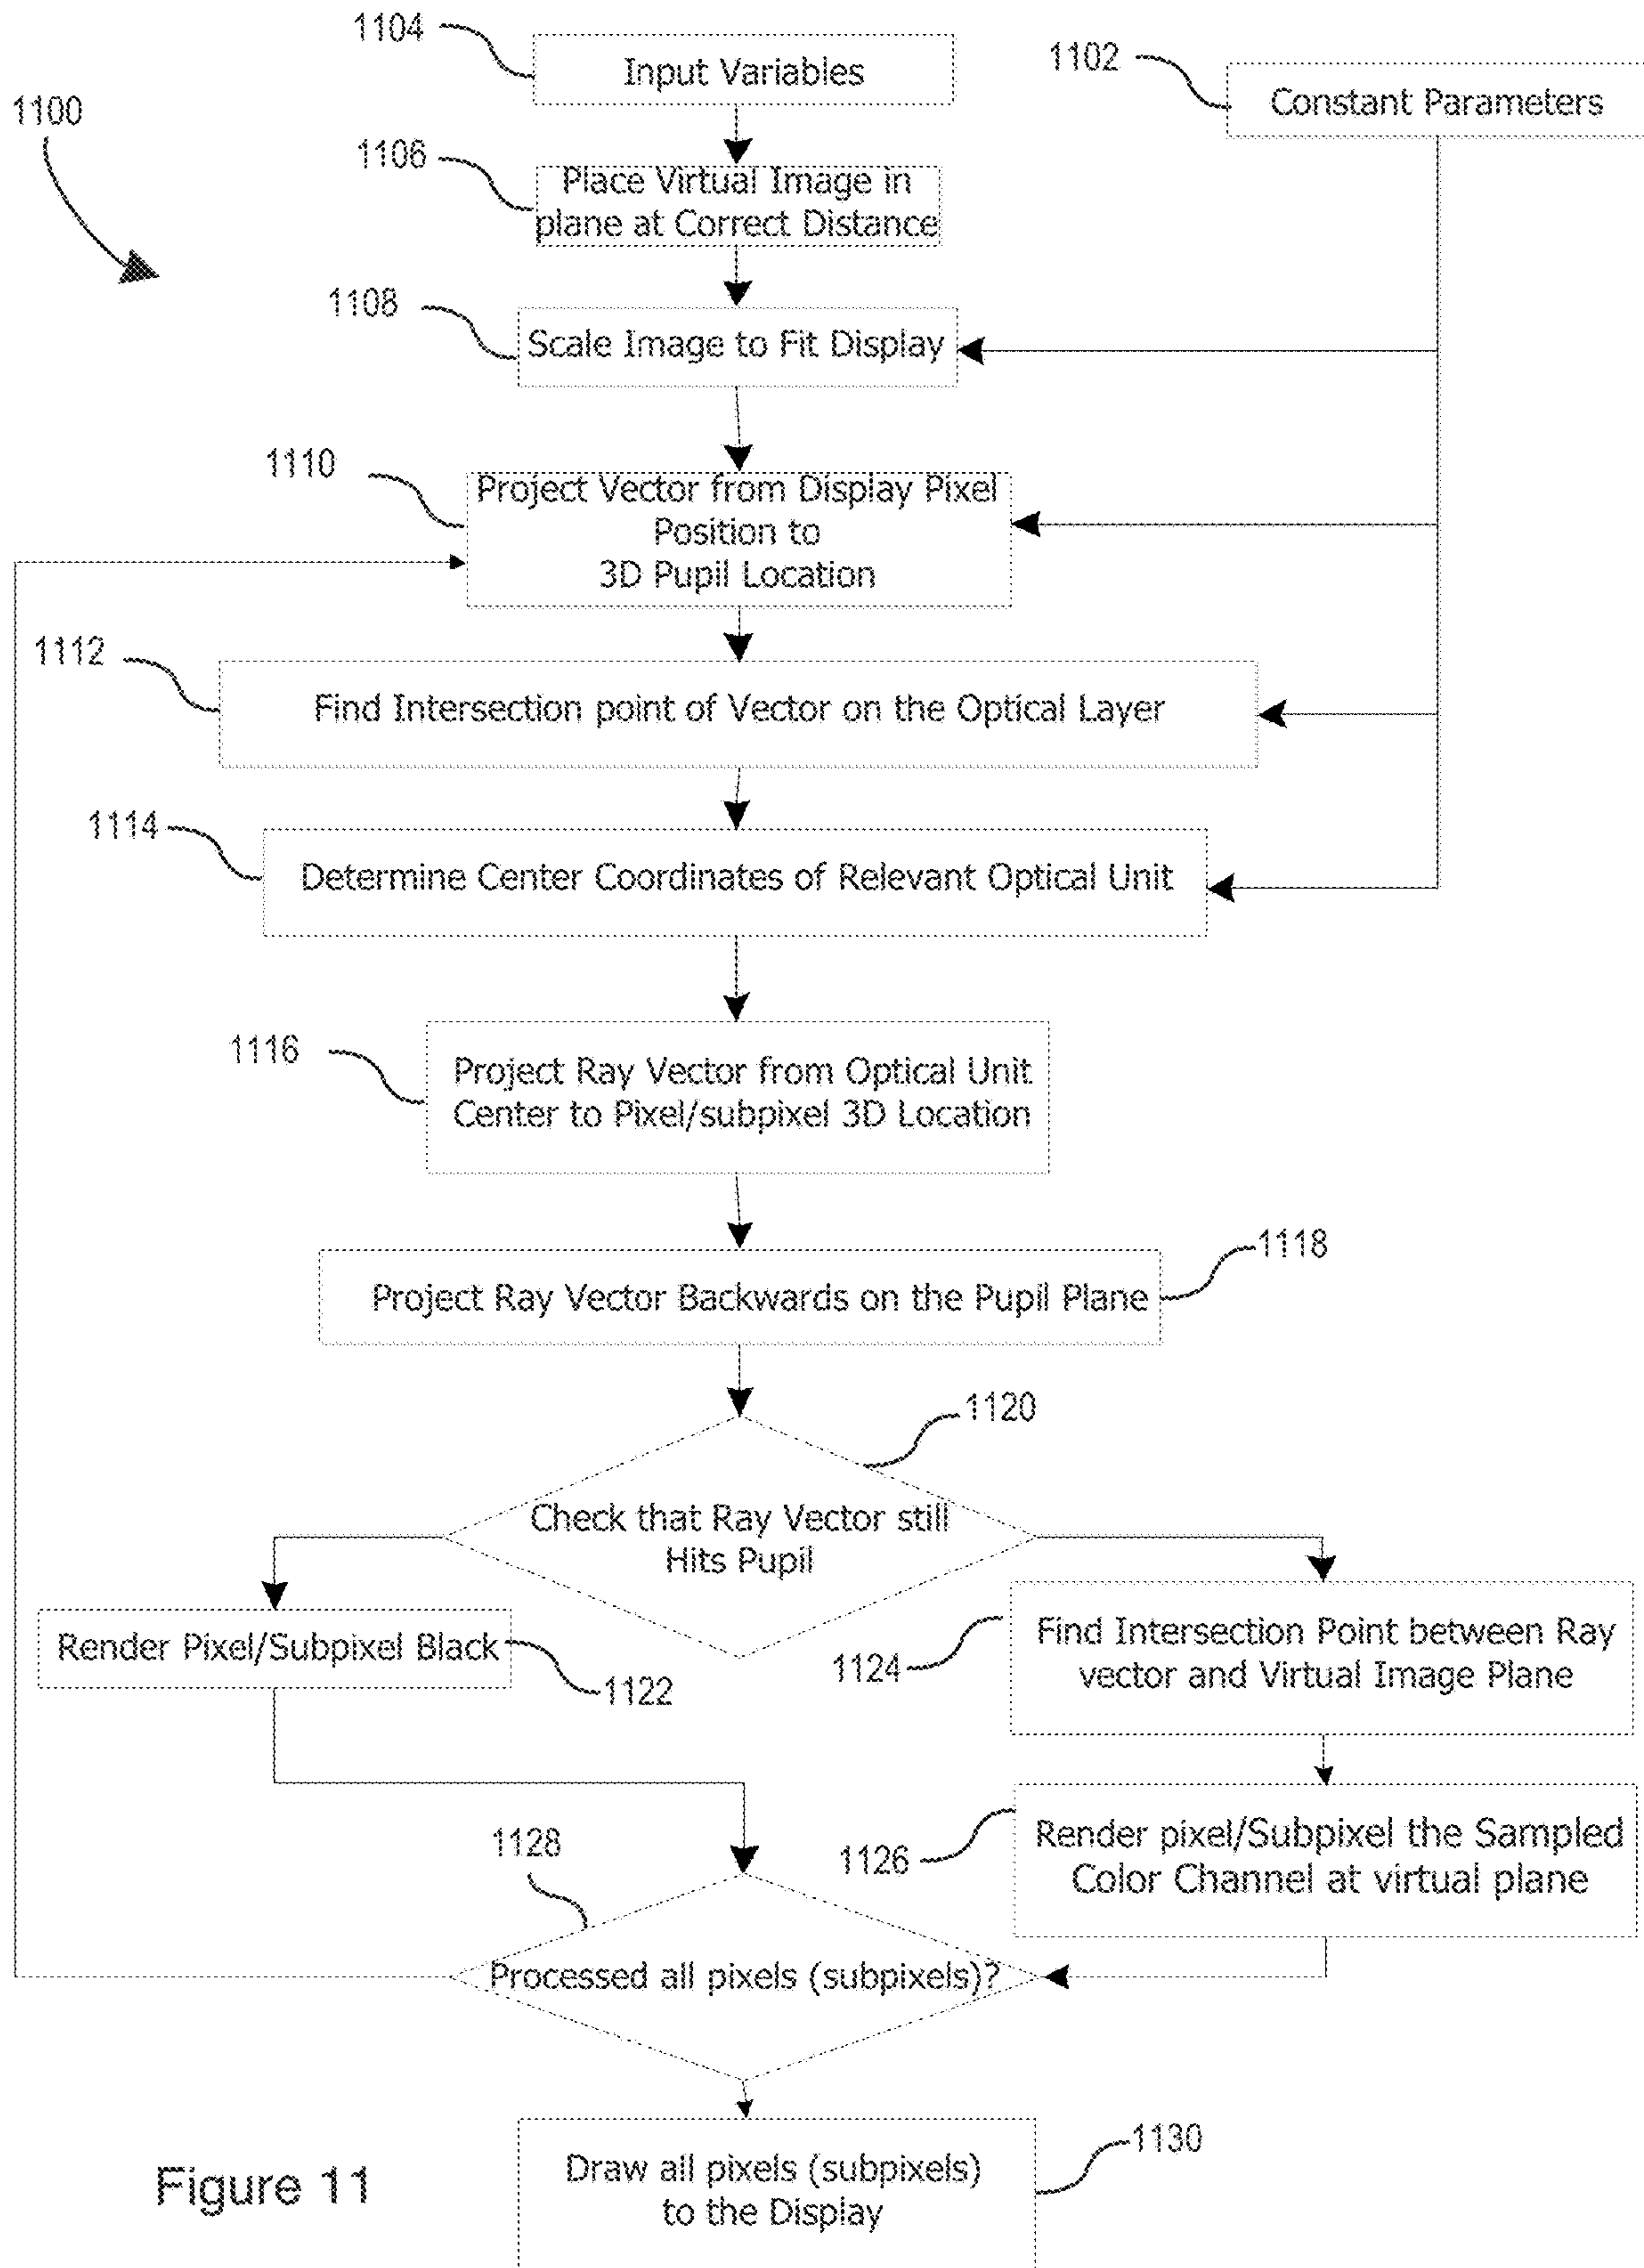 1104
Input Variables
1102
Constant Parameters
1100
1106
Place Virtual Image in
plane at Correct Distance
1108
Scale Image to Fit Display
1110
Project Vector from Display Pixel
Position to
3D Pupil Location
1112
Find Intersection point of Vector on the Optical Layer
1114
Determine Center Coordinates of Relevant Optical Unit
1116
Project Ray Vector from Optical Unit
Center to Pixel/subpixel 3D Location
1118
Project Ray Vector Backwards on the Pupil Plane
1120
Check that Ray Vector still
Hits Pupil
Render Pixel/Subpixel Black
1122
Find Intersection Point between Ray
vector and Virtual Image Plane
1124
1128
Render pixel/Subpixel the Sampled
Color Channel at virtual plane
1126
Processed all pixels (subpixels)?
1130
Draw all pixels (subpixels)
to the Display
Figure 11